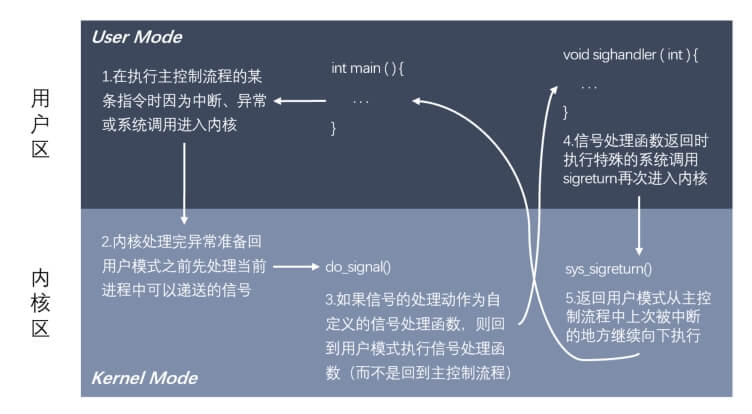 User Mode
用
户
区
1.在执行主控制流程的某
条指令时因为中断、异常
或系统调用进入内核
int main ( ) {
...
}
void sighandler ( int ) {
...
}
4.信号处理函数返回时
执行特殊的系统调用
sigreturn再次进入内核
内
核
区
2.内核处理完异常准备回
用户模式之前先处理当前
进程中可以递送的信号
do_signal()
3.如果信号的处理动作为自
定义的信号处理函数，则回
到用户模式执行信号处理函
数（而不是回到主控制流程）
sys_sigreturn()
5.返回用户模式从主控
制流程中上次被中断
的地方继续向下执行
Kernel Mode